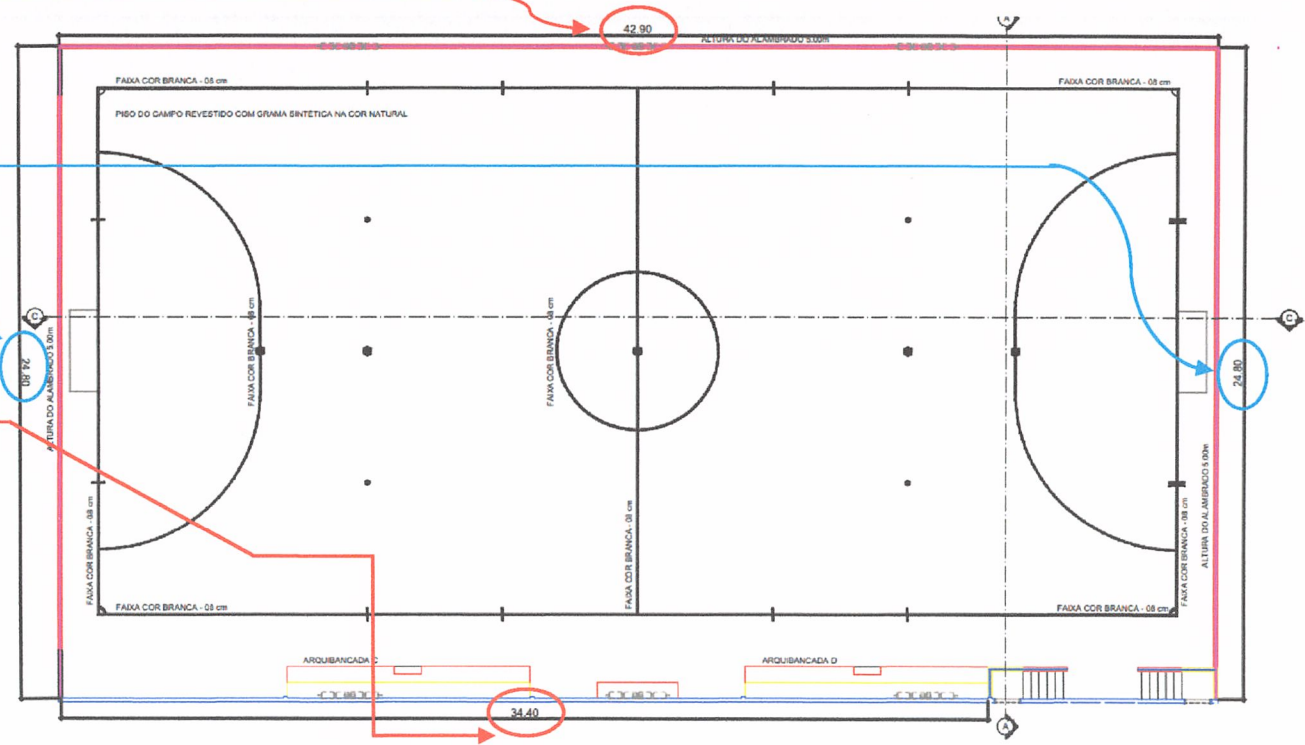 42.90
A
ALTURA DO ALAMBRADO 5.00m
FAIXA COR BRANCA - 08 cm
FAIXA COR BRANCA - 08 cm
PISO DO CAMPO REVESTIDO COM GRAMA SINTETICA NA COR NATURAL
C
C
24.80
ALTURA DO ALAMBRADO 5.00m
FAIXA COR BRANCA - 08 cm
FAIXA COR BRANCA - 08 cm
24.80
ALTURA DO ALAMBRADO 5.00m
FAIXA COR BRANCA - 08 cm
FAIXA COR BRANCA - 08 cm
FAIXA COR BRANCA - 08 cm
FAIXA COR BRANCA - 08 cm
FAIXA COR BRANCA - 08 cm
ARQUIBANCADA C
ARQUIBANCADA D
34.40
A